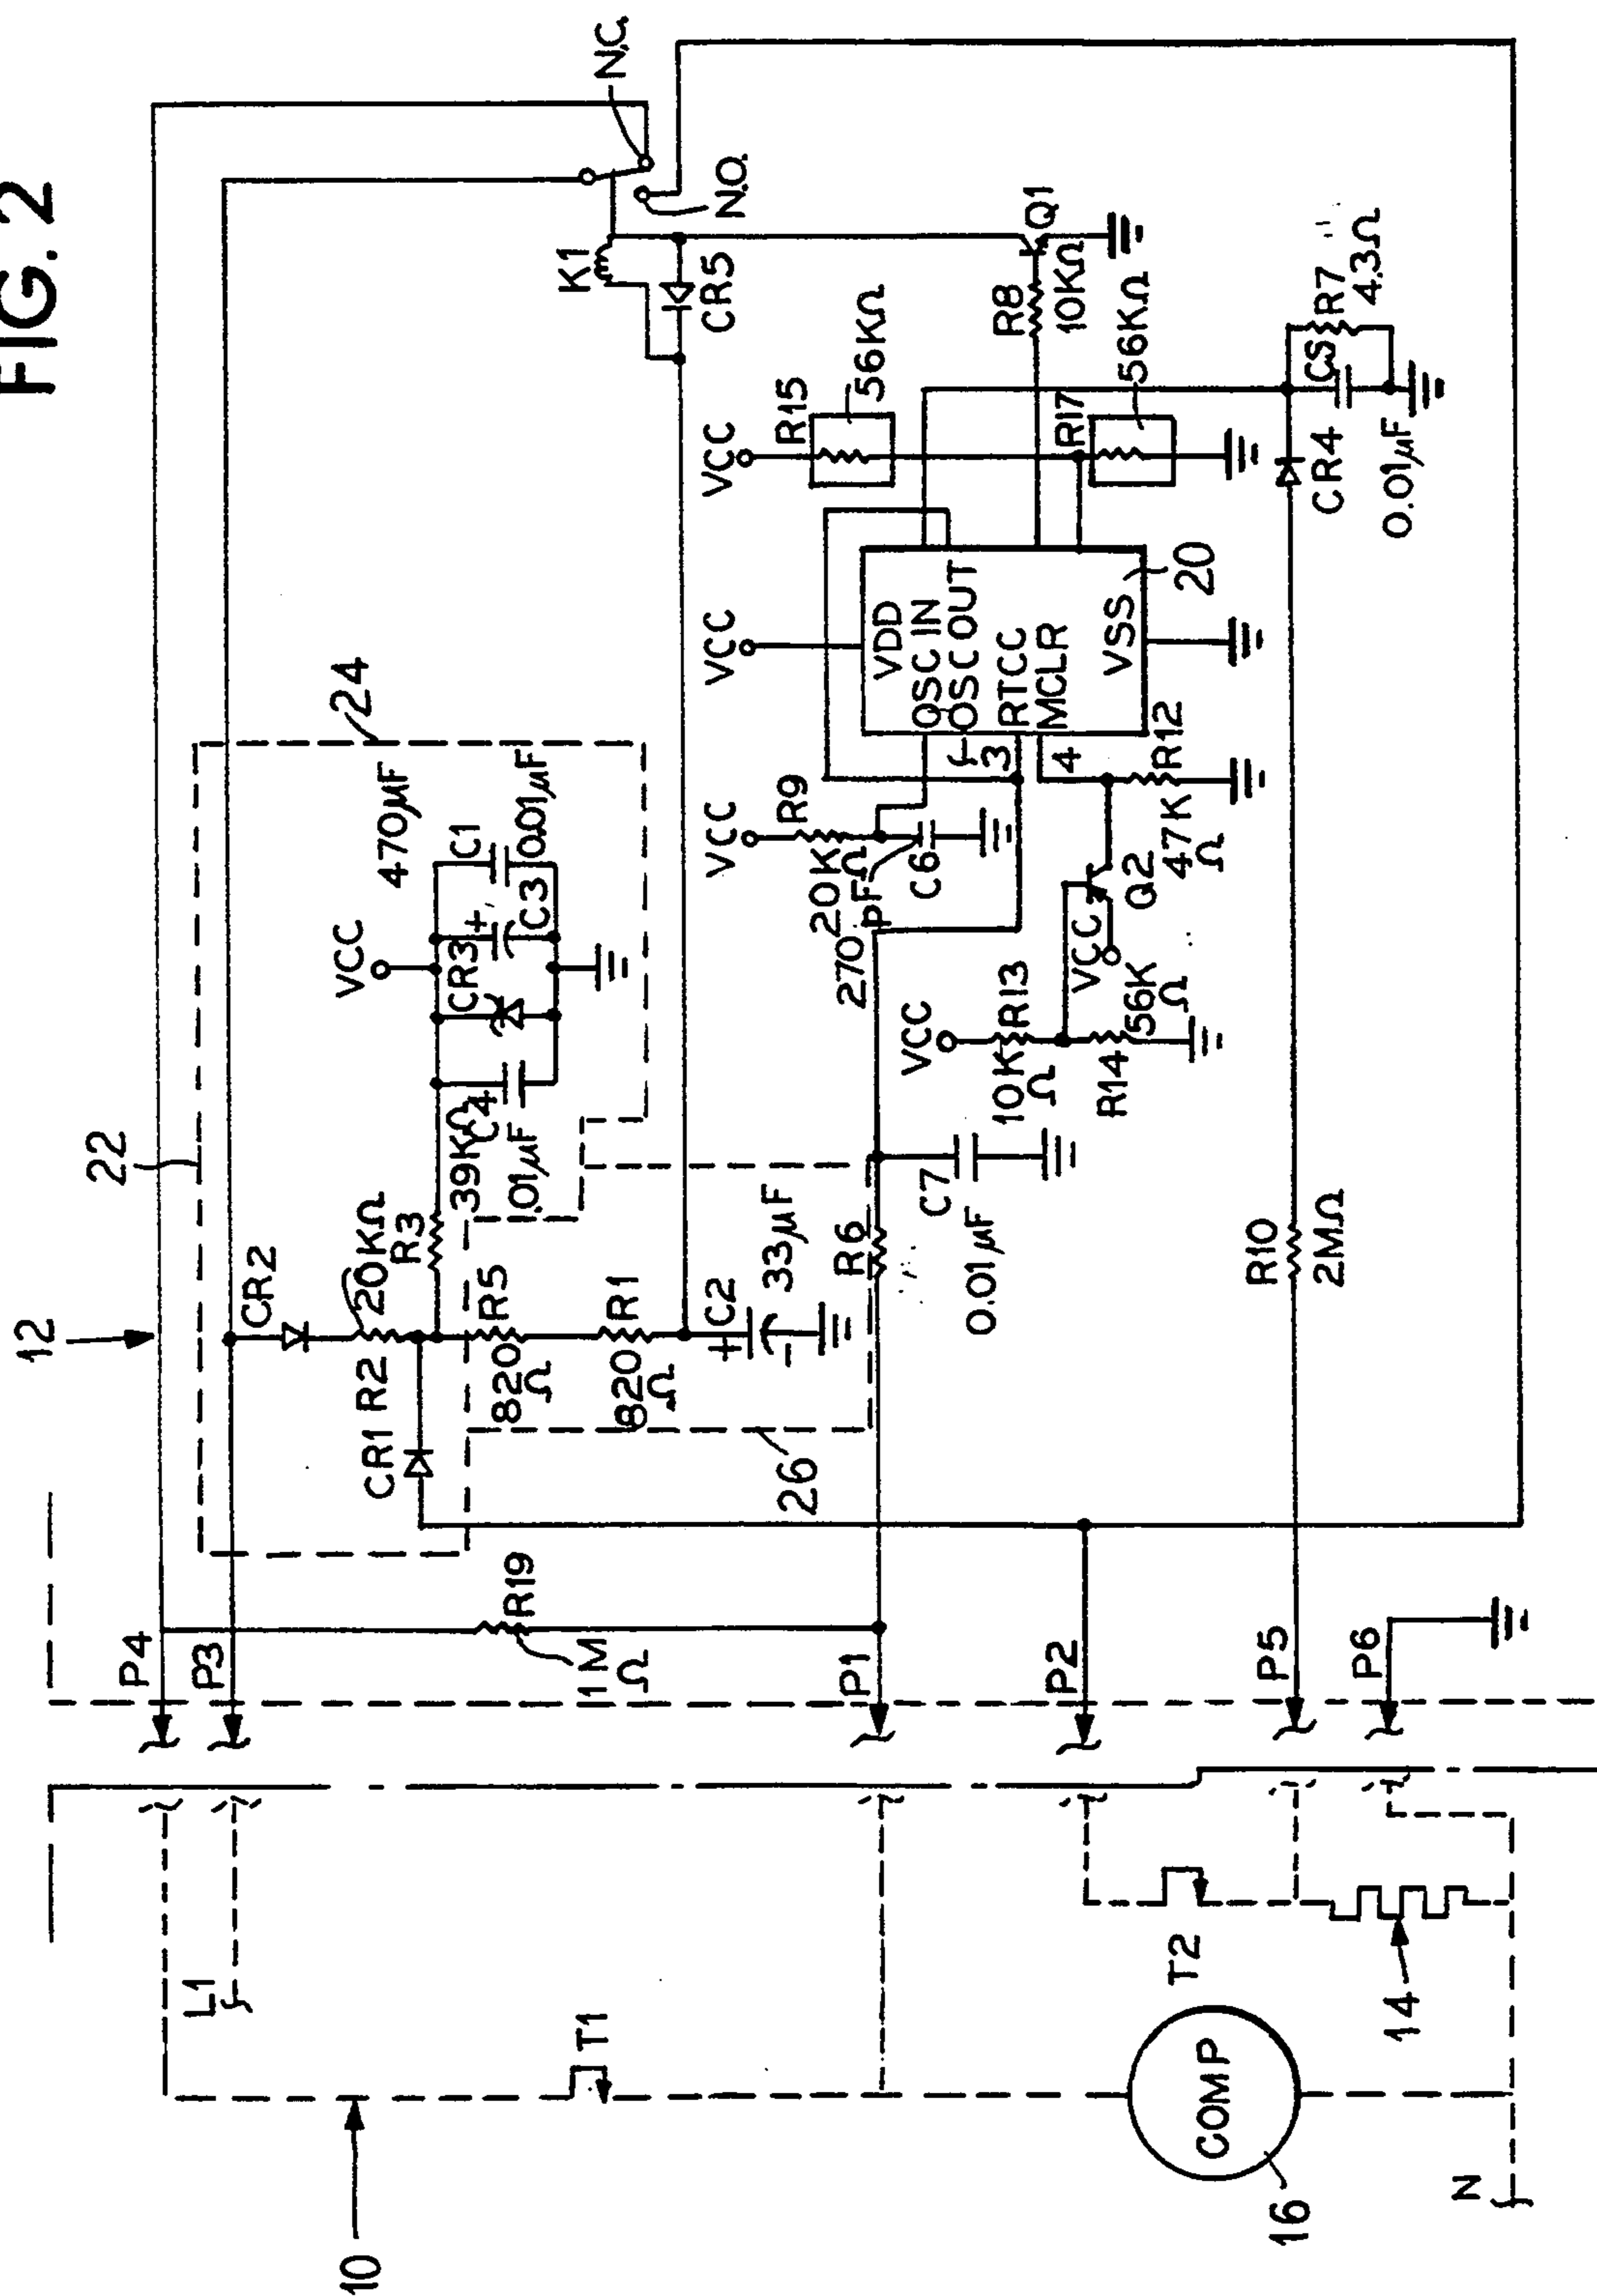 FIG. 2
12
22
24
P4
P3
CR2
20KΩ
R2
CR1
R3
39KΩ
C4
.01µF
VCC
CR3
+
C3
C1
470µF
0.01µF
R5
820
Ω
R1
820
Ω
C2
+
−
33µF
26
R19
1M
Ω
K1
CR5
N.C.
N.O.
P1
R6
C7
0.01µF
VCC
R9
20K
Ω
270
pF
C6
VCC
VDD
OSC IN
OSC OUT
RTCC
MCLR
VSS
3
4
20
VCC
R15
56KΩ
R17
56KΩ
R8
10KΩ
Q1
VCC
R13
10K
Ω
R14
56K
Ω
VCC
Q2
R12
47K
Ω
P2
P5
P6
R10
2MΩ
CR4
CS
0.01µF
R7
4.3Ω
10
L1
T1
COMP
16
T2
14
N